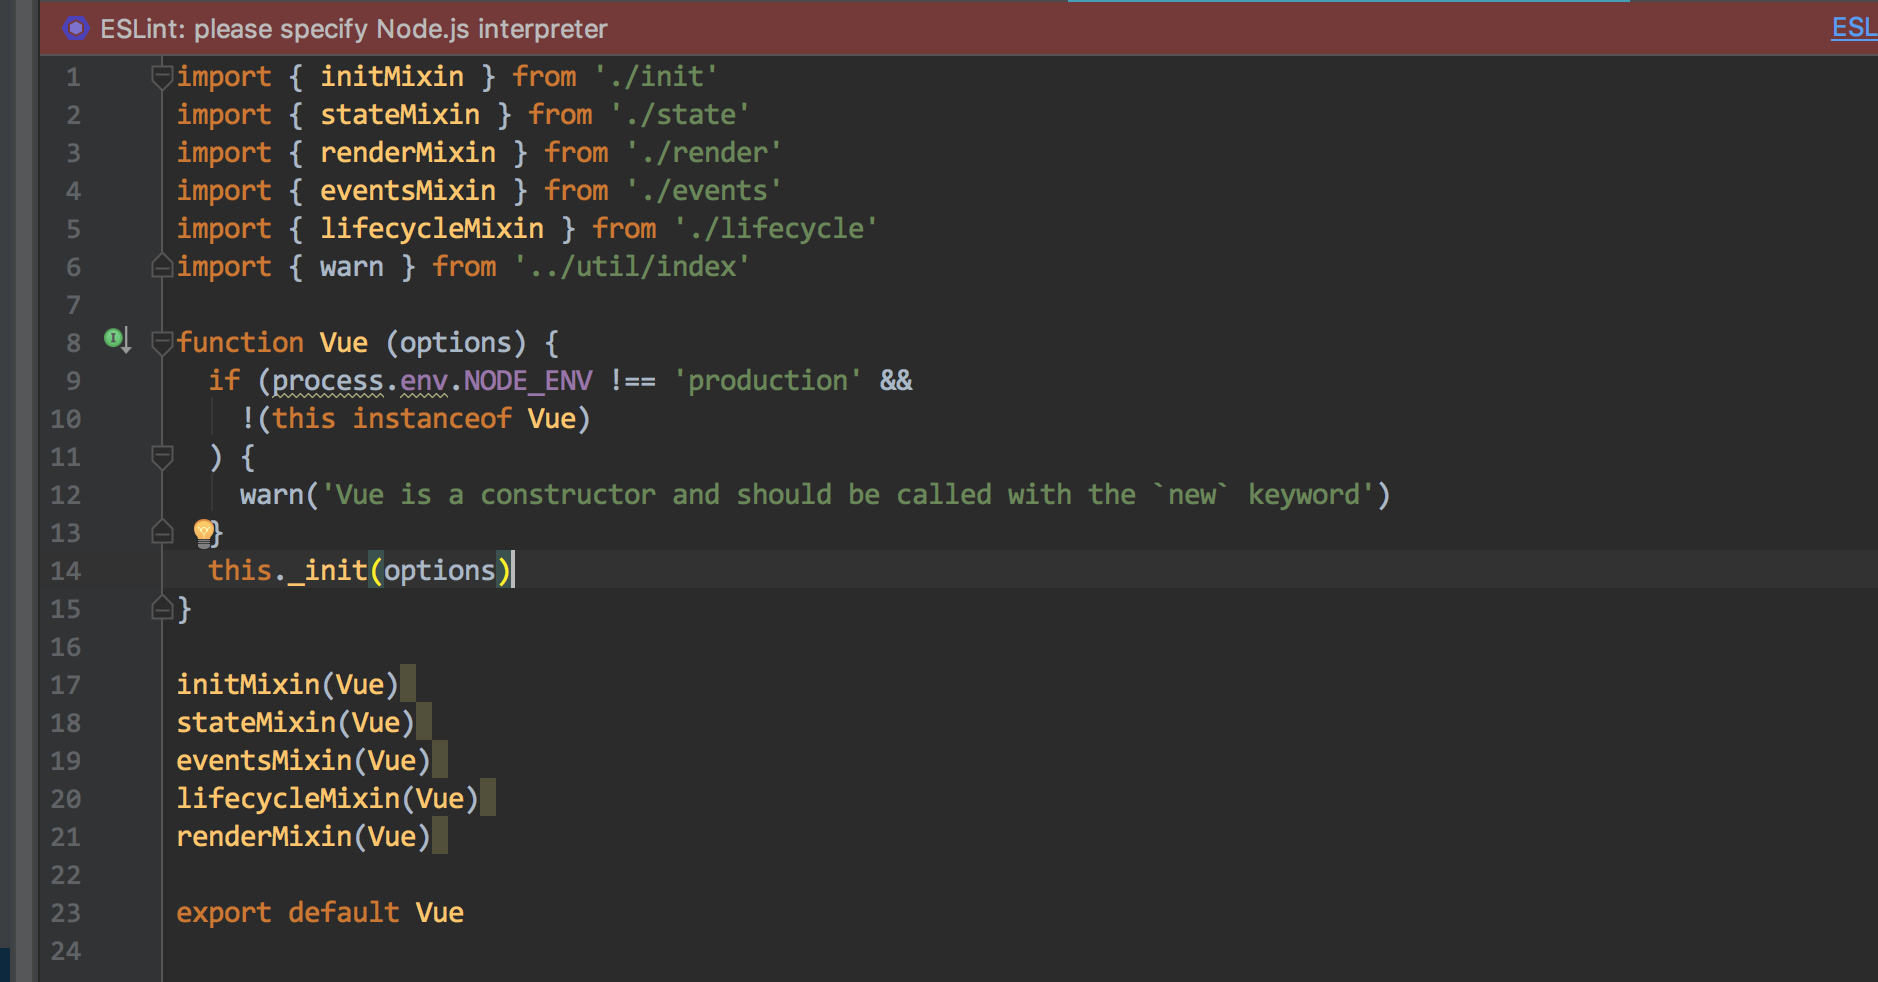 ESLint: please specify Node.js interpreter ESL
1 import { initMixin } from './init'
2 import { stateMixin } from './state'
3 import { renderMixin } from './render'
4 import { eventsMixin } from './events'
5 import { lifecycleMixin } from './lifecycle'
6 import { warn } from '../util/index'
7
8 function Vue (options) {
9   if (process.env.NODE_ENV !== 'production' &&
10     !(this instanceof Vue)
11   ) {
12     warn('Vue is a constructor and should be called with the `new` keyword')
13   }
14   this._init(options)
15 }
16
17 initMixin(Vue)
18 stateMixin(Vue)
19 eventsMixin(Vue)
20 lifecycleMixin(Vue)
21 renderMixin(Vue)
22
23 export default Vue
24